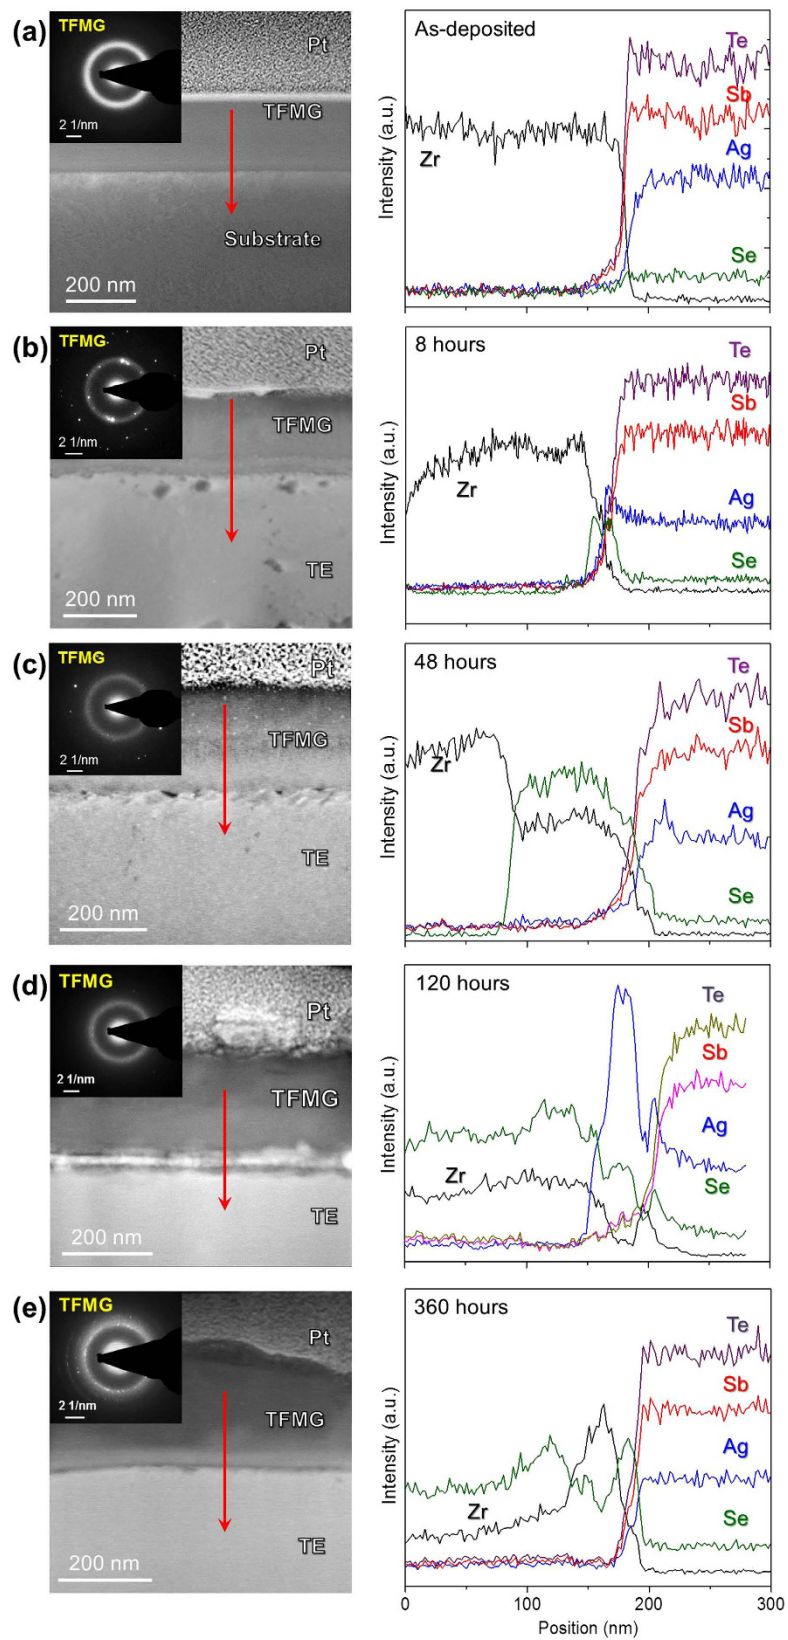 (a)
TFMG
2 1/nm
Pt
TFMG
Substrate
200 nm
As-deposited
Te
Sb
Ag
Zr
Se
Intensity (a.u.)
(b)
TFMG
2 1/nm
Pt
TFMG
TE
200 nm
8 hours
Te
Sb
Zr
Ag
Se
Intensity (a.u.)
(c)
TFMG
2 1/nm
Pt
TFMG
TE
200 nm
48 hours
Te
Sb
Zr
Ag
Se
Intensity (a.u.)
(d)
TFMG
2 1/nm
Pt
TFMG
TE
200 nm
120 hours
Te
Sb
Ag
Zr
Se
Intensity (a.u.)
(e)
TFMG
2 1/nm
Pt
TFMG
TE
200 nm
360 hours
Te
Sb
Ag
Zr
Se
Intensity (a.u.)
0 100 200 300
Position (nm)